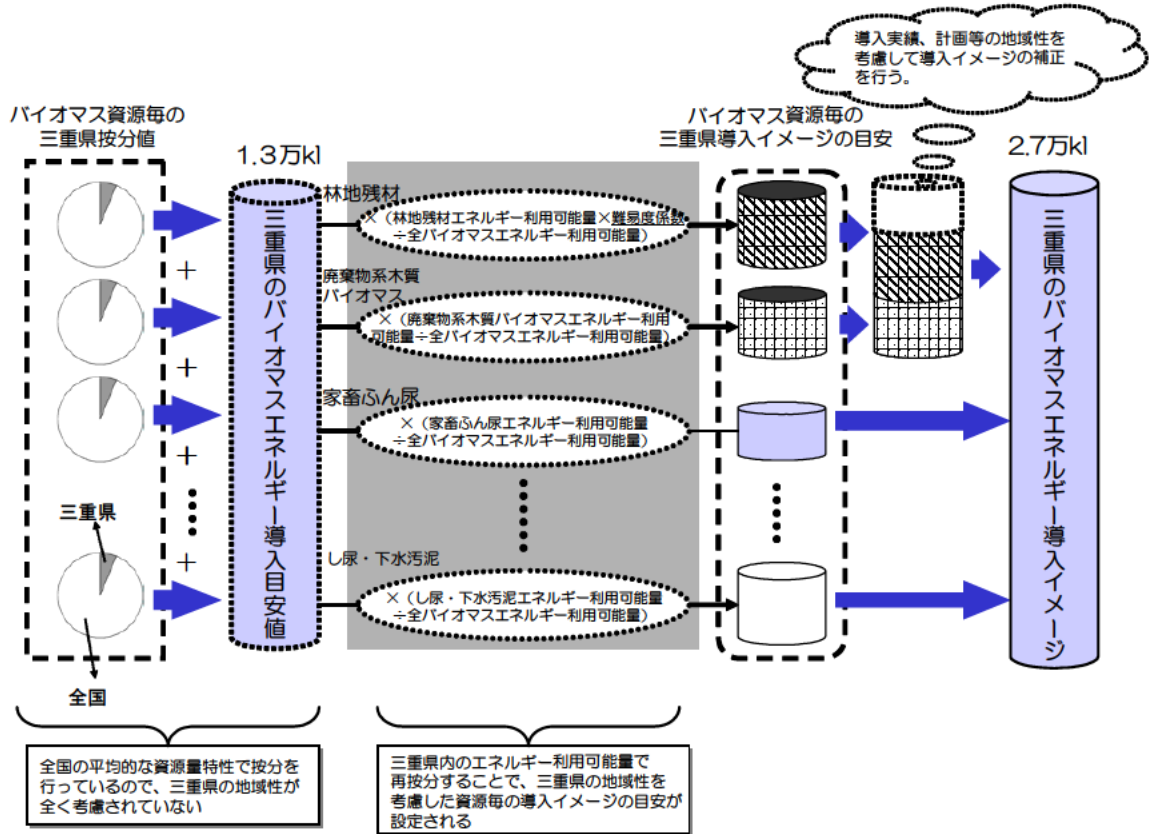 導入実績、計画等の地域性を
考慮して導入イメージの補正
を行う。
バイオマス資源毎の
三重県按分値
1.3万kl
バイオマス資源毎の
三重県導入イメージの目安
2.7万kl
林地残材
×（林地残材エネルギー利用可能量×難易度係数
÷全バイオマスエネルギー利用可能量）
廃棄物系木質
バイオマス
×（廃棄物系木質バイオマスエネルギー利用
可能量÷全バイオマスエネルギー利用可能量）
家畜ふん尿
×（家畜ふん尿エネルギー利用可能量
÷全バイオマスエネルギー利用可能量）
し尿・下水汚泥
×（し尿・下水汚泥エネルギー利用可能量
÷全バイオマスエネルギー利用可能量）
+
+
+
+
三重県
全国
三重県のバイオマスエネルギー導入目安値
三重県のバイオマスエネルギー導入イメージ
全国の平均的な資源量特性で按分を
行っているので、三重県の地域性が
全く考慮されていない
三重県内のエネルギー利用可能量で
再按分することで、三重県の地域性を
考慮した資源毎の導入イメージの目安が
設定される